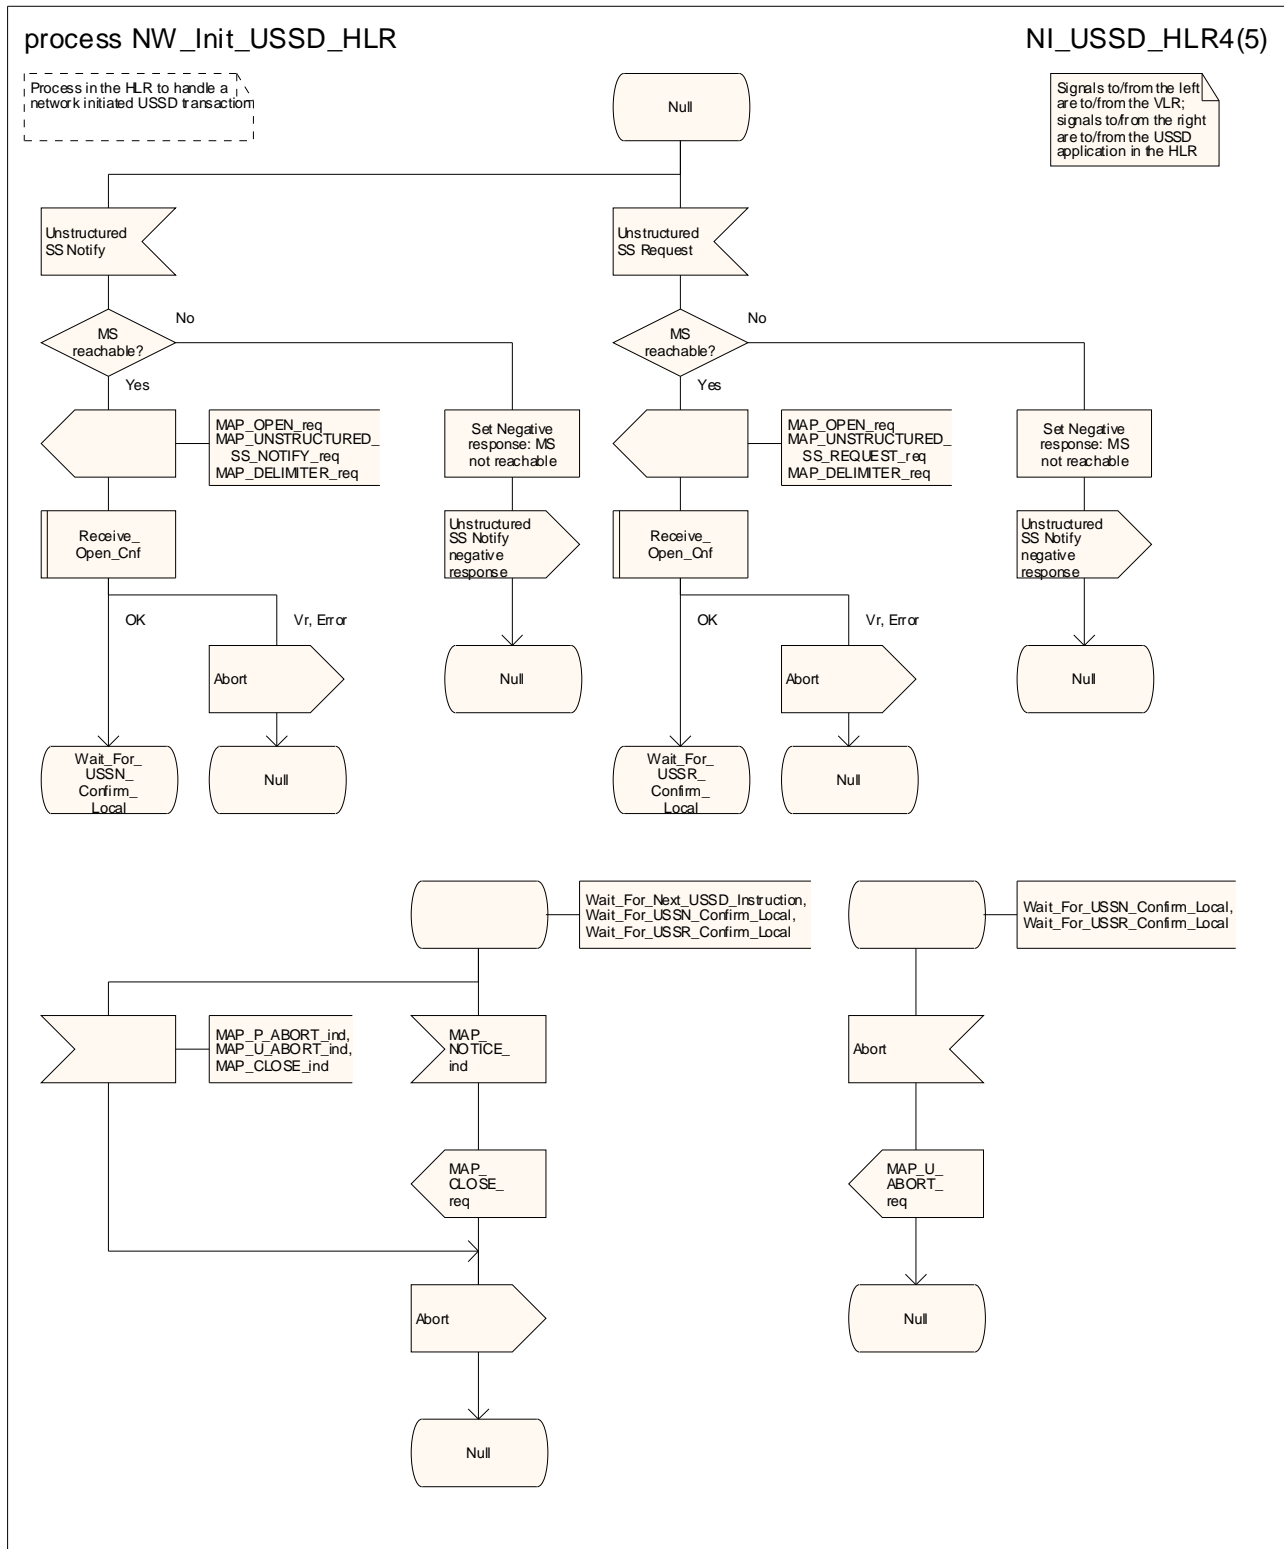 process NW_Init_USSD_HLR
NI_USSD_HLR4(5)
Process in the HLR to handle a
network initiated USSD transaction
Signals to/from the left
are to/from the VLR;
signals to/from the right
are to/from the USSD
application in the HLR
Null
Unstructured
SS Notify
Unstructured
SS Request
MS
reachable?
No
Yes
MS
reachable?
No
Yes
MAP_OPEN_req
MAP_UNSTRUCTURED_
SS_NOTIFY_req
MAP_DELIMITER_req
Set Negative
response: MS
not reachable
MAP_OPEN_req
MAP_UNSTRUCTURED_
SS_REQUEST_req
MAP_DELIMITER_req
Set Negative
response: MS
not reachable
Receive_
Open_Cnf
Unstructured
SS Notify
negative
response
Receive_
Open_Cnf
Unstructured
SS Notify
negative
response
OK
Vr, Error
OK
Vr, Error
Abort
Null
Abort
Null
Wait_For_
USSN_
Confirm_
Local
Null
Wait_For_
USSR_
Confirm_
Local
Null
Wait_For_Next_USSD_Instruction,
Wait_For_USSN_Confirm_Local,
Wait_For_USSR_Confirm_Local
Wait_For_USSN_Confirm_Local,
Wait_For_USSR_Confirm_Local
MAP_P_ABORT_ind,
MAP_U_ABORT_ind,
MAP_CLOSE_ind
MAP_
NOTICE_
ind
Abort
MAP_
CLOSE_
req
MAP_U_
ABORT_
req
Abort
Null
Null